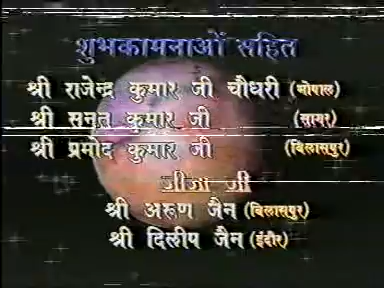 शुभकामनाओं सहित
श्री राजेन्द्र कुमार जी चौधरी (भोपाल)
श्री सनत कुमार जी (सागर)
श्री प्रमोद कुमार जी (बिलासपुर)
जीजा जी
श्री अरुण जैन (बिलासपुर)
श्री दिलीप जैन (इंदौर)